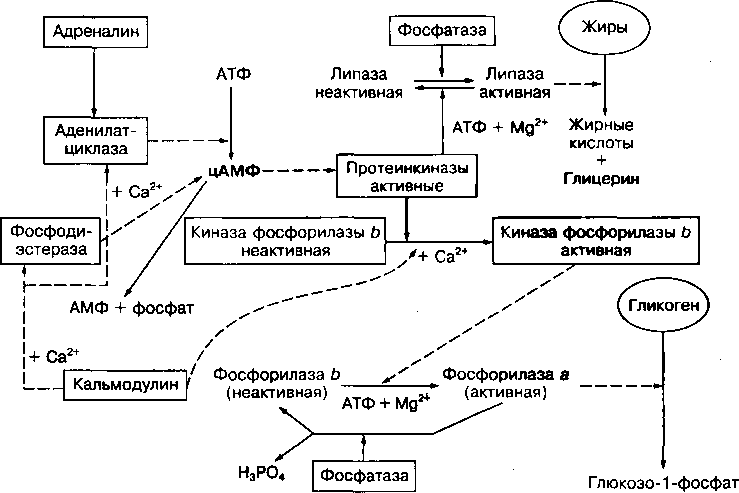 Адреналин
Фосфатаза
Жиры
АТФ
Липаза
неактивная
Липаза
активная
Аденилат-
циклаза
АТФ + Mg²⁺
Жирные
кислоты
+
Глицерин
цАМФ
Протеинкиназы
активные
+ Ca²⁺
Фосфоди-
эстераза
Киназа фосфорилазы b
неактивная
+ Ca²⁺
Киназа фосфорилазы b
активная
АМФ + фосфат
Гликоген
+ Ca²⁺
Кальмодулин
Фосфорилаза b
(неактивная)
АТФ + Mg²⁺
Фосфорилаза a
(активная)
H₃PO₄
Фосфатаза
Глюкозо-1-фосфат